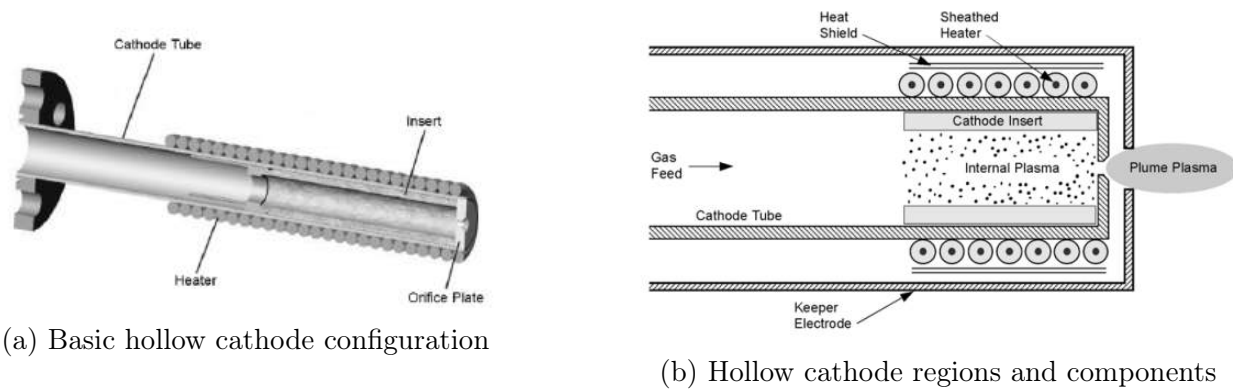 Cathode Tube
Insert
Heater
Orifice Plate
(a) Basic hollow cathode configuration
Heat
Shield
Sheathed
Heater
Cathode Insert
Gas
Feed
Internal Plasma
Plume Plasma
Cathode Tube
Keeper
Electrode
(b) Hollow cathode regions and components